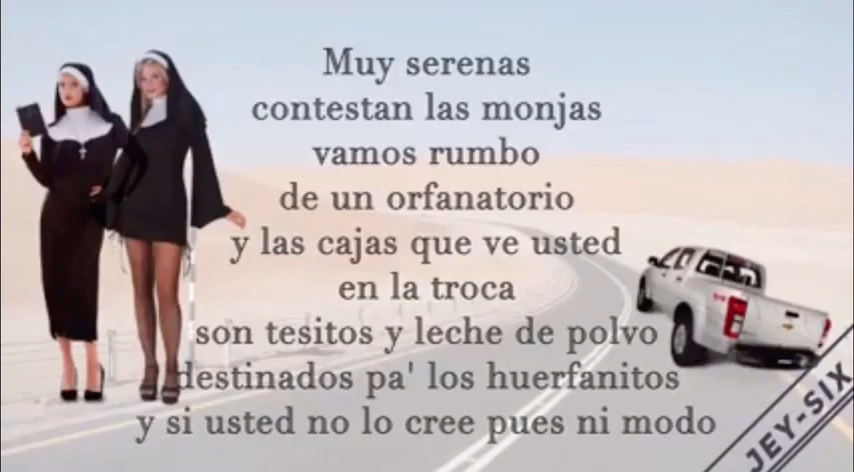 Muy serenas
contestan las monjas
vamos rumbo
de un orfanatorio
y las cajas que ve usted
en la troca
son tesitos y leche de polvo
destinados pa' los huerfanitos
y si usted no lo cree pues ni modo
JEY-SIX